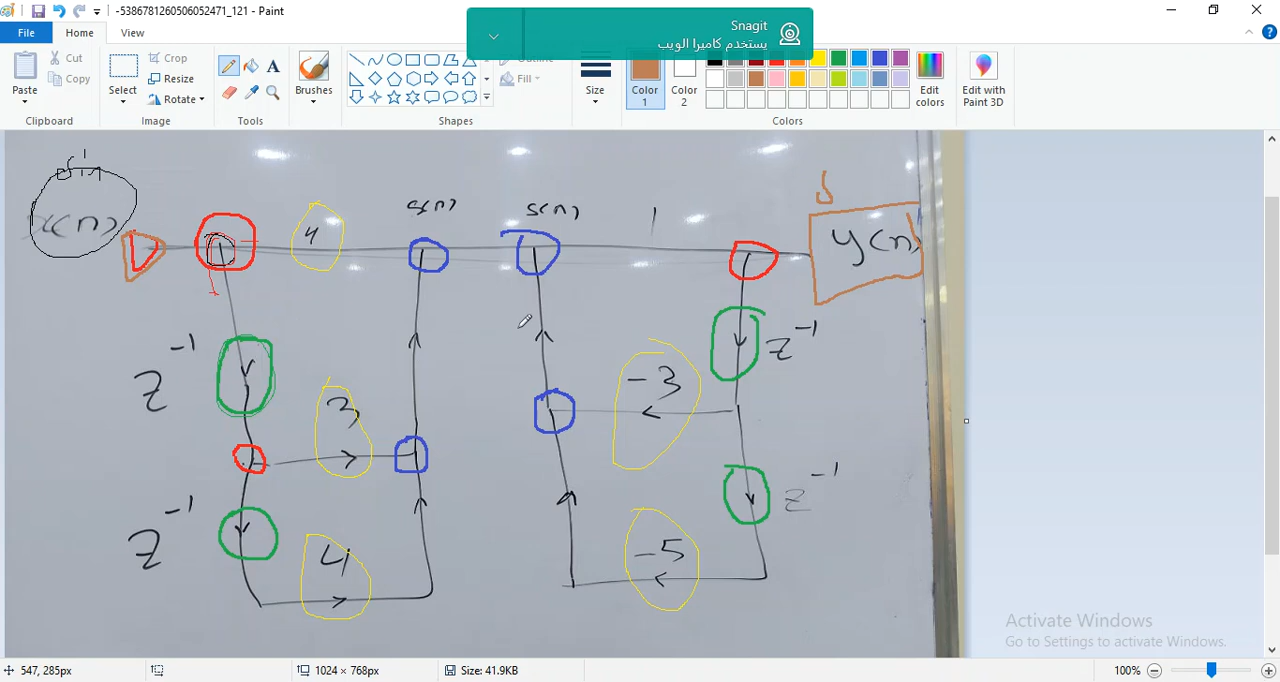 -5386781260506052471_121 - Paint
Snagit
يستخدم كاميرا الويب
File
Home
View
Paste
Cut
Copy
Clipboard
Select
Crop
Resize
Rotate
Image
A
Tools
Brushes
Shapes
Fill
Size
Color
1
Color
2
Edit
colors
Edit with
Paint 3D
Colors
x(n)
4
s(n)
s(n)
1
y(n)
z⁻¹
3
-3
z⁻¹
z⁻¹
4
-5
z⁻¹
Activate Windows
Go to Settings to activate Windows.
547, 285px
1024 × 768px
Size: 41.9KB
100%